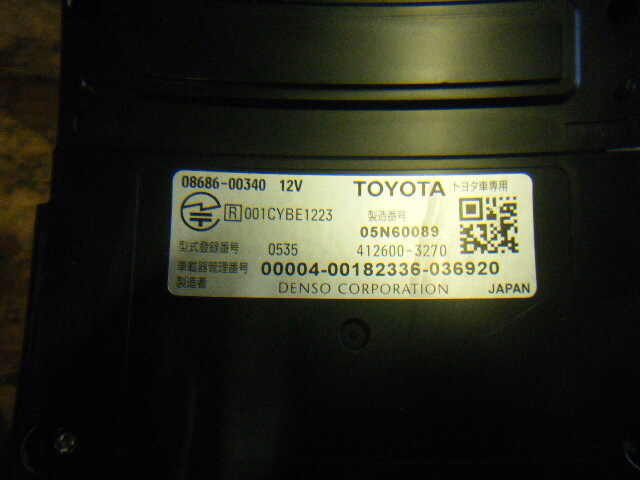 08686-00340 12V TOYOTA トヨタ車専用
R 001CYBE1223 製造番号
05N60089
型式登録番号 0535 412600-3270
車載器管理番号 00004-00182336-036920
製造者 DENSO CORPORATION JAPAN